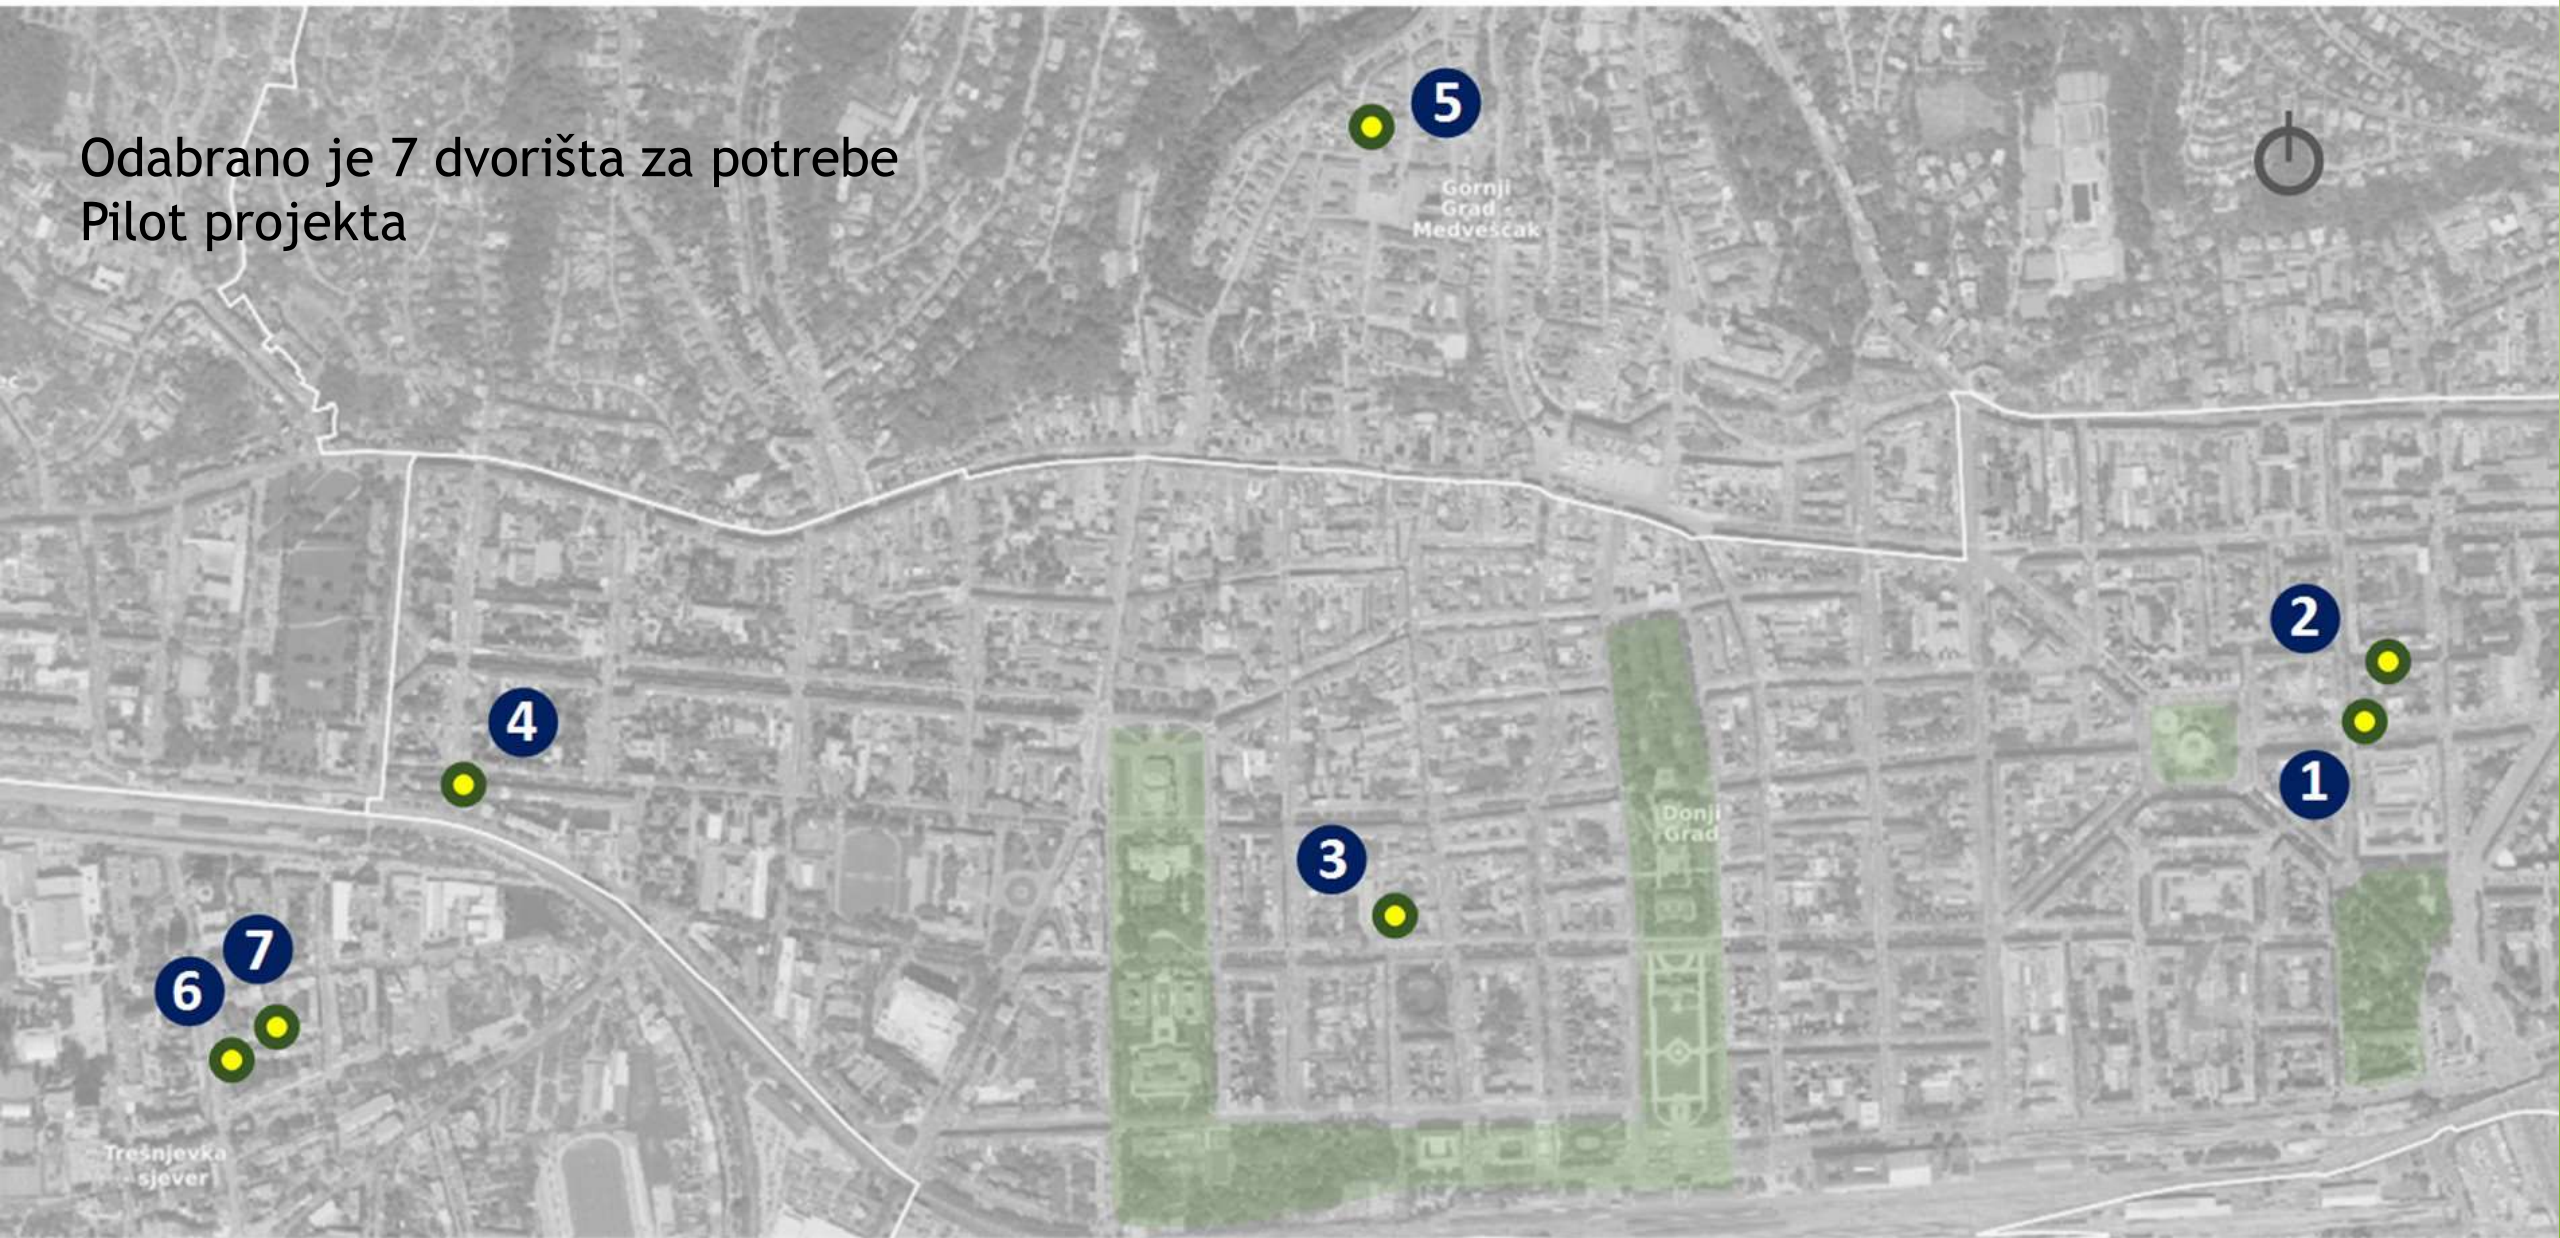 Odabrano je 7 dvorišta za potrebe
Pilot projekta
5
Gornji
Grad -
Medveščak
2
4
1
Donji
Grad
3
7
6
Trešnjevka
- sjever